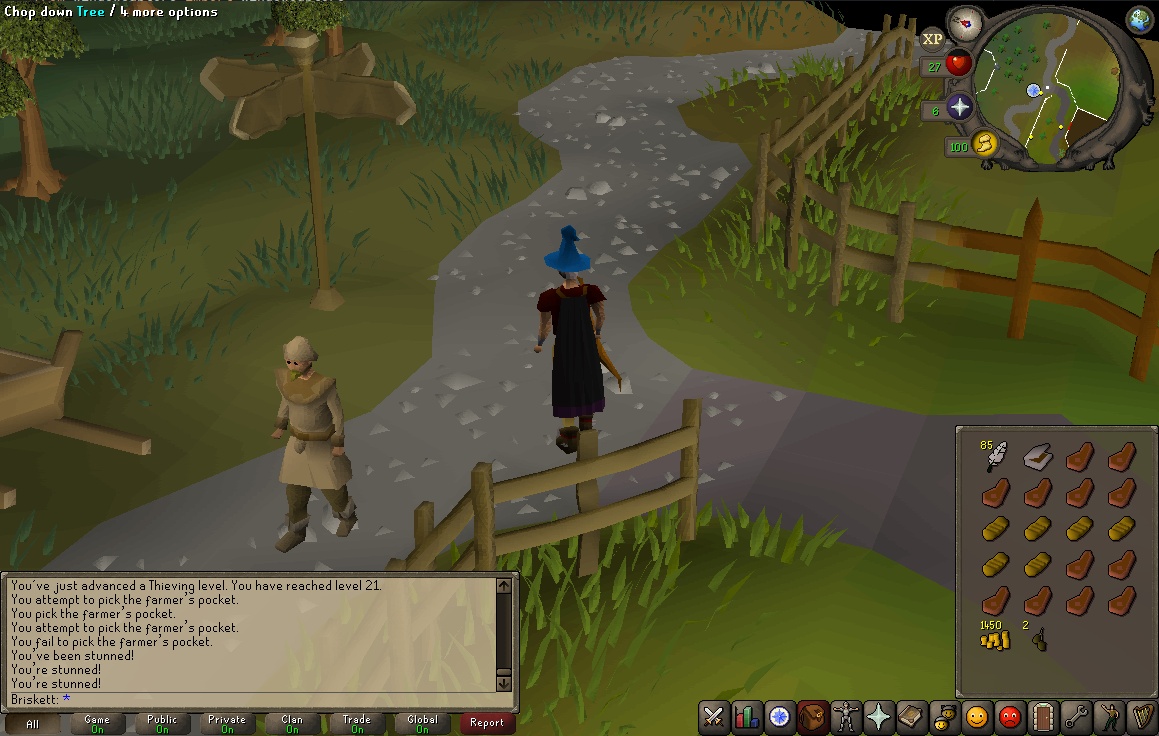 Chop down Tree / 4 more options
XP
27
6
100
85
1450
2
You've just advanced a Thieving level. You have reached level 21.
You attempt to pick the farmer's pocket.
You pick the farmer's pocket.
You attempt to pick the farmer's pocket.
You fail to pick the farmer's pocket.
You've been stunned!
You're stunned!
You're stunned!
Briskett: *
All
Game
On
Public
On
Private
On
Clan
On
Trade
On
Global
On
Report